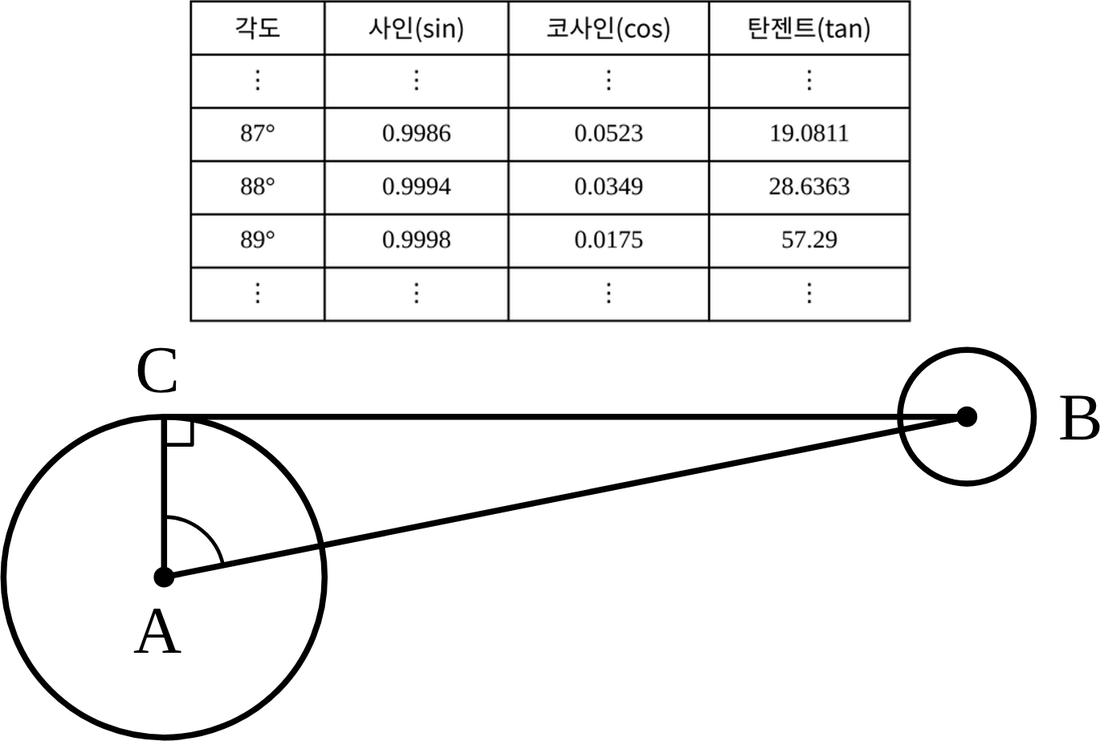 각도 사인(sin) 코사인(cos) 탄젠트(tan)
⋮ ⋮ ⋮ ⋮
87° 0.9986 0.0523 19.0811
88° 0.9994 0.0349 28.6363
89° 0.9998 0.0175 57.29
⋮ ⋮ ⋮ ⋮
C
B
A